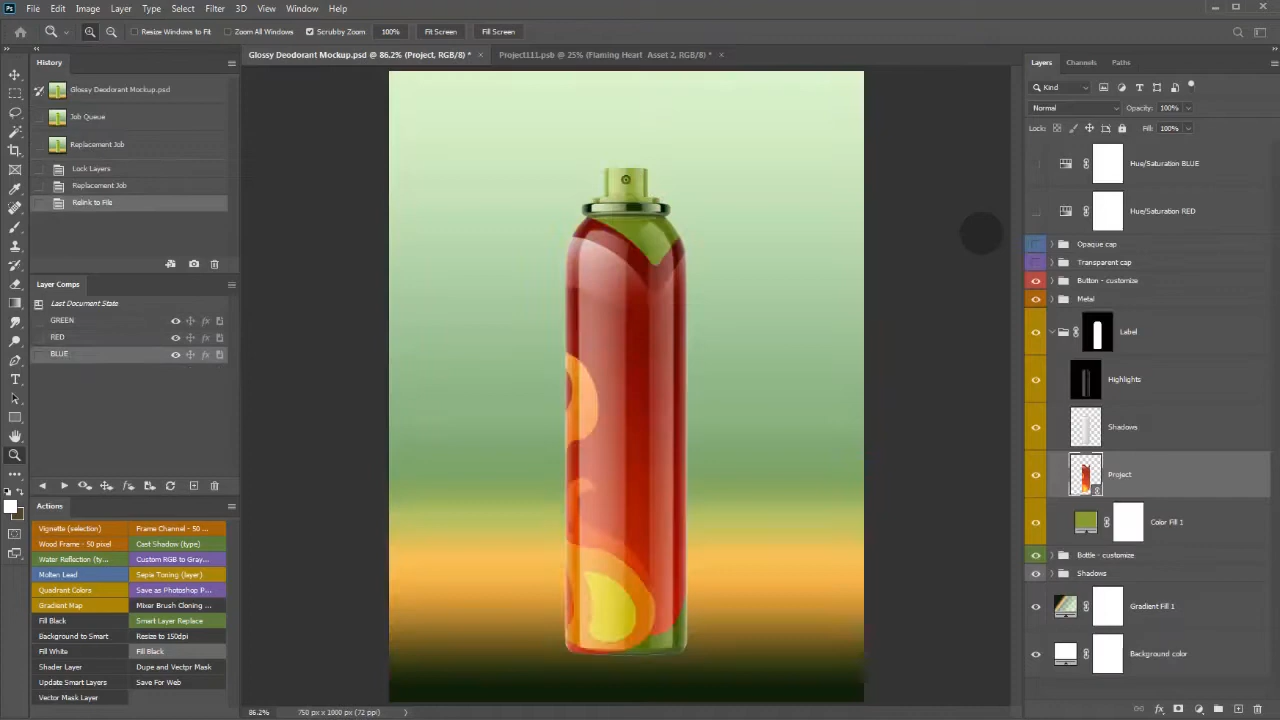 Ps File Edit Image Layer Type Select Filter 3D View Window Help
Resize Windows to Fit Zoom All Windows Scrubby Zoom 100% Fit Screen Fill Screen
History
Glossy Deodorant Mockup.psd
Job Queue
Replacement Job
Lock Layers
Replacement Job
Relink to File
Layer Comps
Last Document State
GREEN
RED
BLUE
Actions
Vignette (selection) Frame Channel - 50 ...
Wood Frame - 50 pixel Cast Shadow (type)
Water Reflection (ty... Custom RGB to Gray...
Molten Lead Sepia Toning (layer)
Quadrant Colors Save as Photoshop P...
Gradient Map Mixer Brush Cloning ...
Fill Black Smart Layer Replace
Background to Smart Resize to 150dpi
Fill White Fill Black
Shader Layer Dupe and Vectpr Mask
Update Smart Layers Save For Web
Vector Mask Layer
Glossy Deodorant Mockup.psd @ 86.2% (Project, RGB/8) * × Project111.psb @ 25% (Flaming Heart Asset 2, RGB/8) * ×
86.2% 750 px x 1000 px (72 ppi)
Layers Channels Paths
Kind
Normal Opacity: 100%
Lock: Fill: 100%
Hue/Saturation BLUE
Hue/Saturation RED
Opaque cap
Transparent cap
Button - customize
Metal
Label
Highlights
Shadows
Project
Color Fill 1
Bottle - customize
Shadows
Gradient Fill 1
Background color